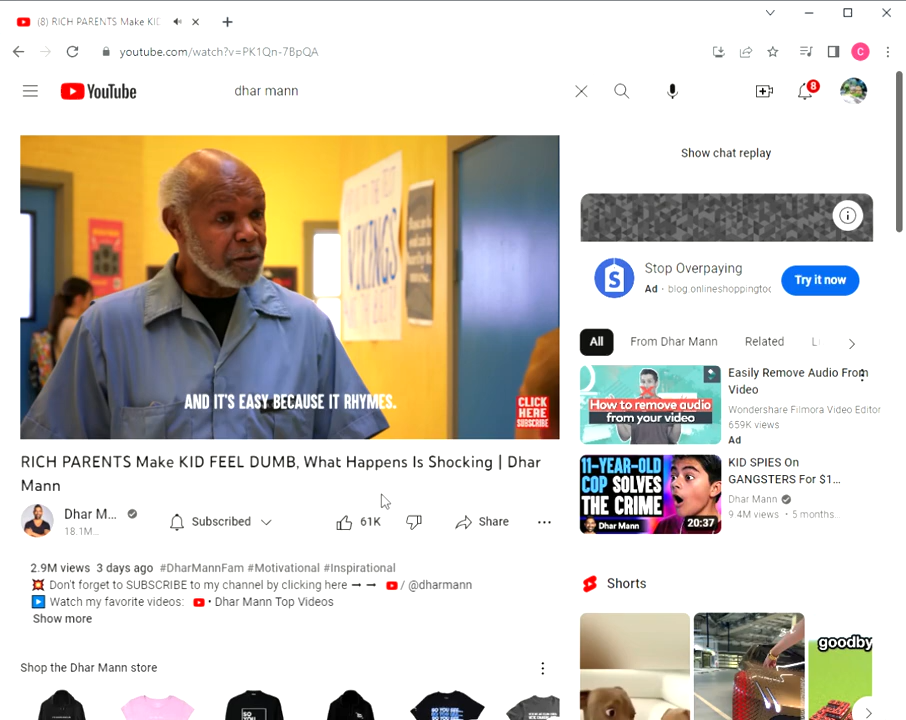 (8) RICH PARENTS Make KID
youtube.com/watch?v=PK1Qn-7BpQA
C
YouTube
dhar mann
8
VIKINGS
AND IT'S EASY BECAUSE IT RHYMES.
CLICK
HERE
SUBSCRIBE
RICH PARENTS Make KID FEEL DUMB, What Happens Is Shocking | Dhar
Mann
Dhar M...
18.1M...
Subscribed
61K
Share
2.9M views 3 days ago #DharMannFam #Motivational #Inspirational
Don't forget to SUBSCRIBE to my channel by clicking here → → / @dharmann
Watch my favorite videos: • Dhar Mann Top Videos
Show more
Shop the Dhar Mann store
SO YOU
SO YOU
Show chat replay
S
Stop Overpaying
Ad • blog.onlineshoppingtoo
Try it now
All
From Dhar Mann
Related
How to remove audio
from your video
Easily Remove Audio From
Video
Wondershare Filmora Video Editor
659K views
Ad
11-YEAR-OLD
COP SOLVES
THE CRIME
Dhar Mann
20:37
KID SPIES On
GANGSTERS For $1...
Dhar Mann
9.4M views • 5 months...
Shorts
goodby